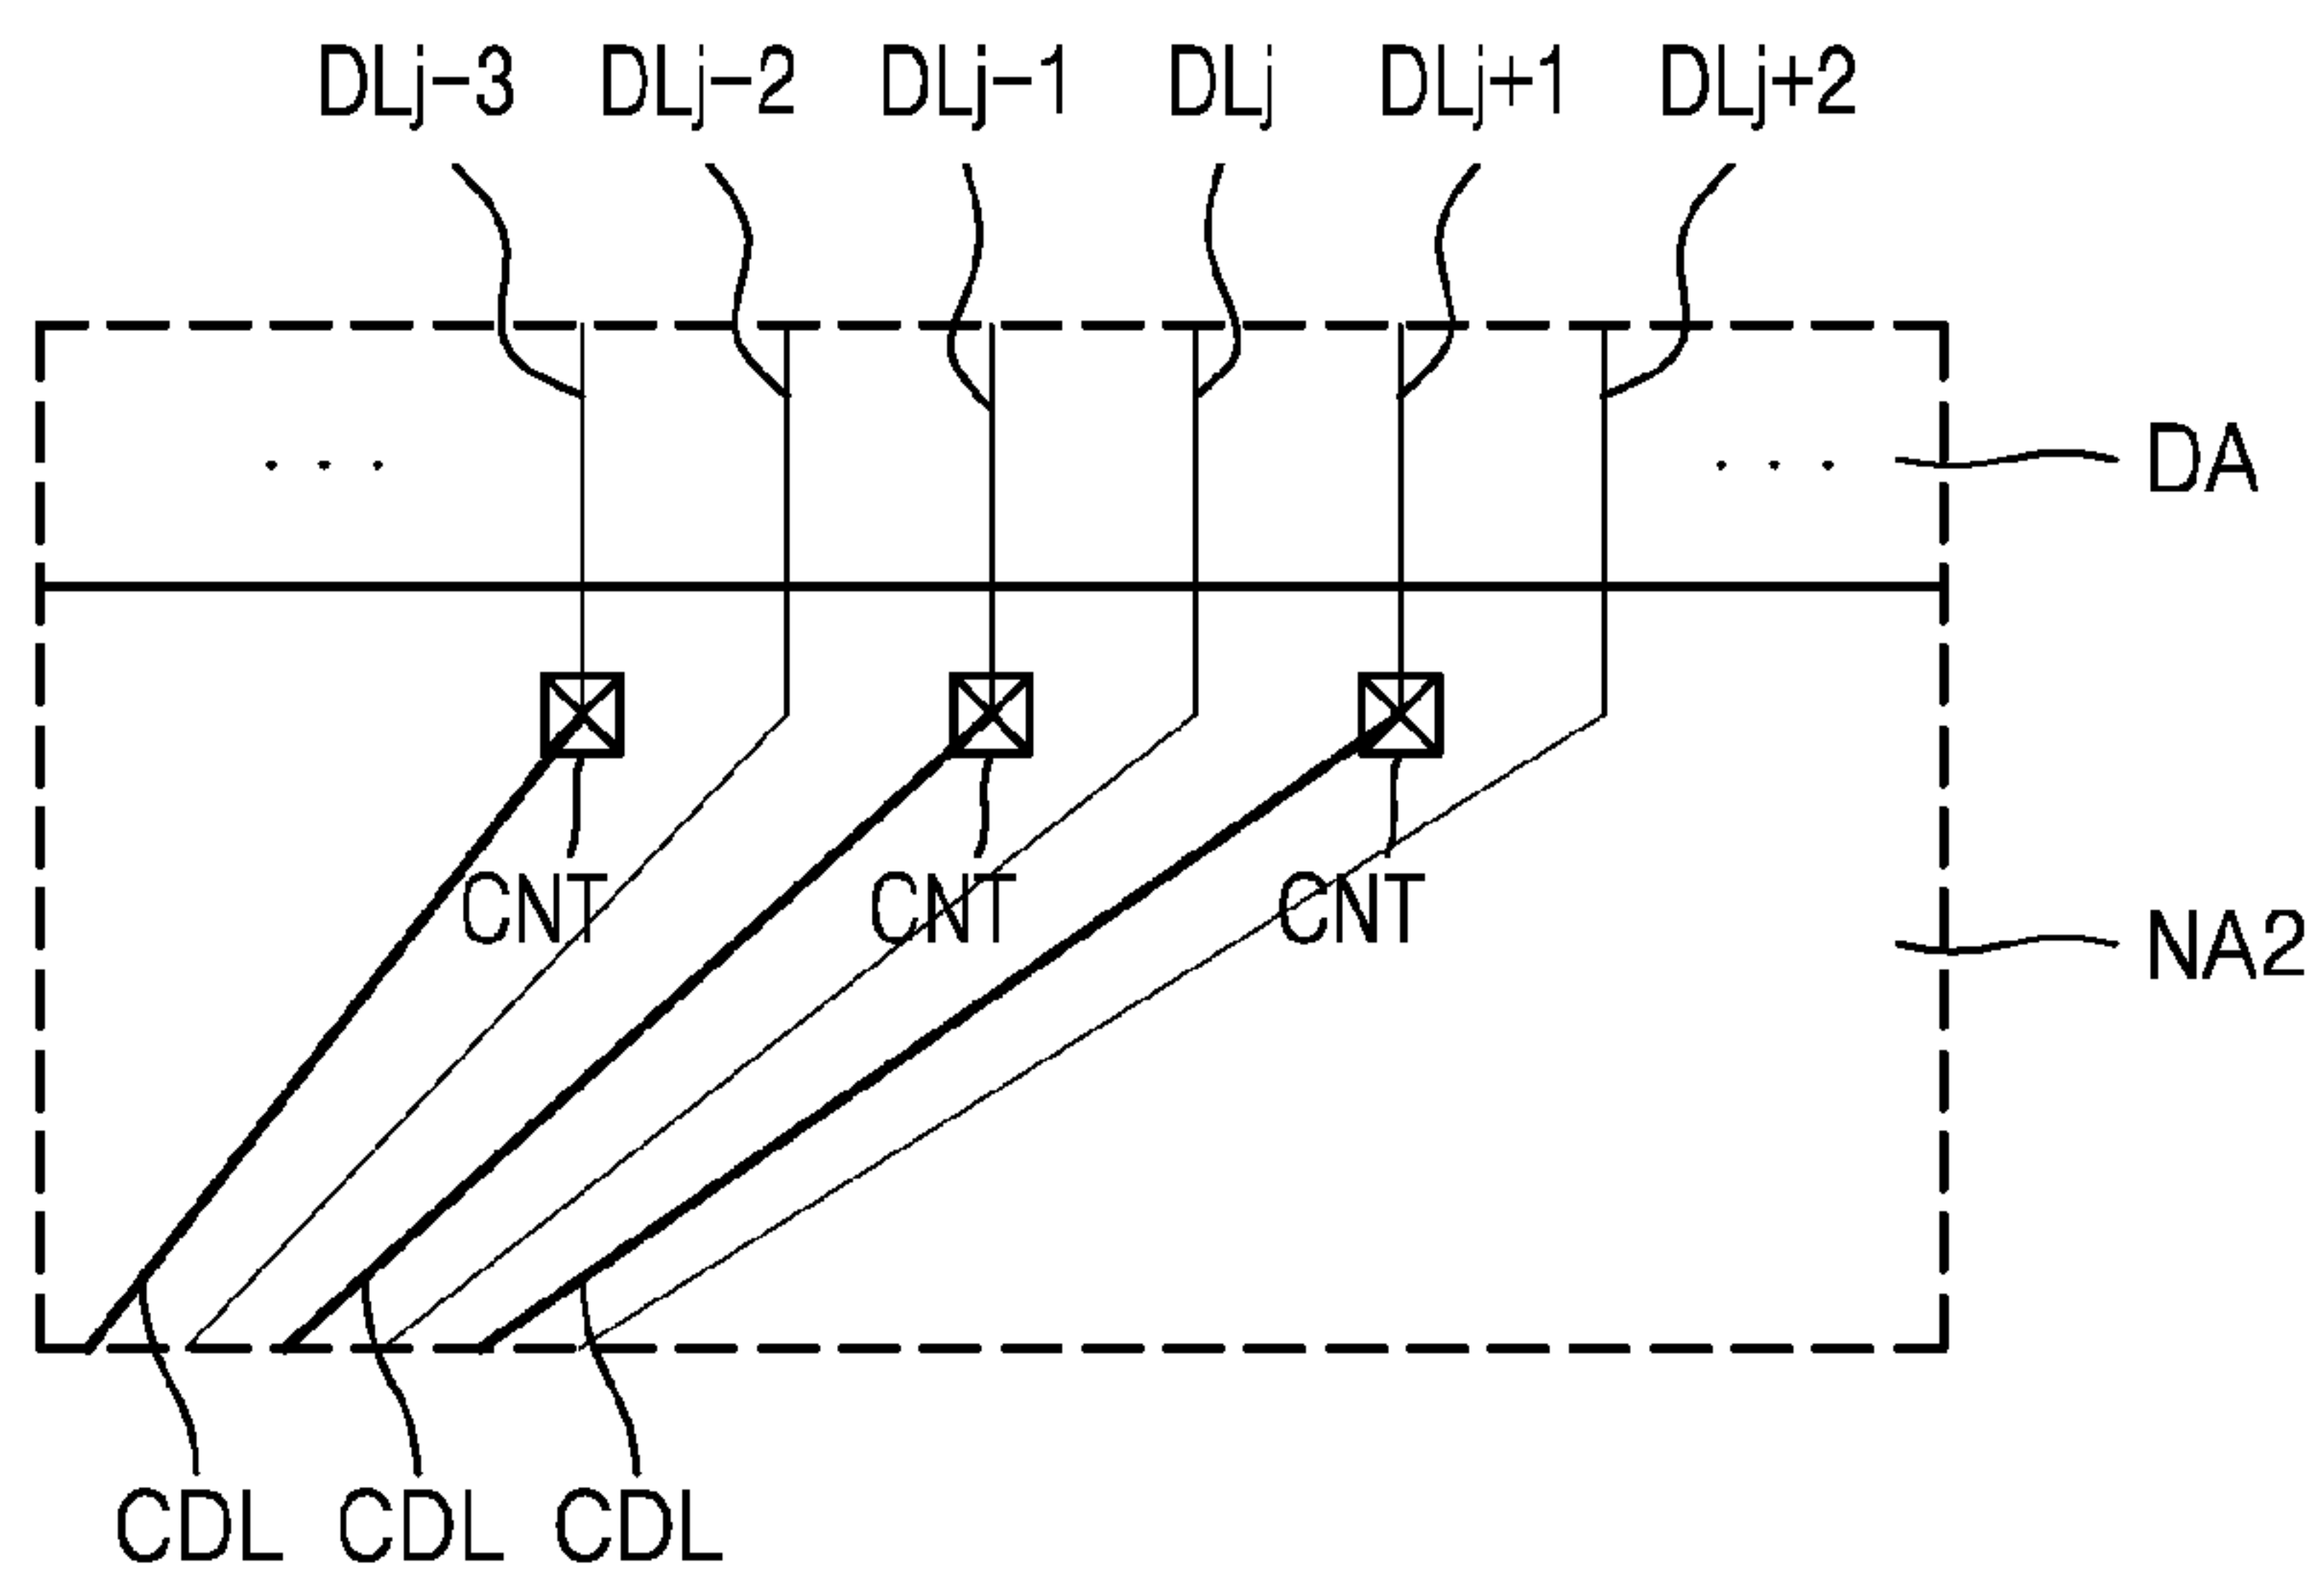 DLj-3 DLj-2 DLj-1 DLj DLj+1 DLj+2
. . . . . . DA
CNT CNT CNT
NA2
CDL CDL CDL